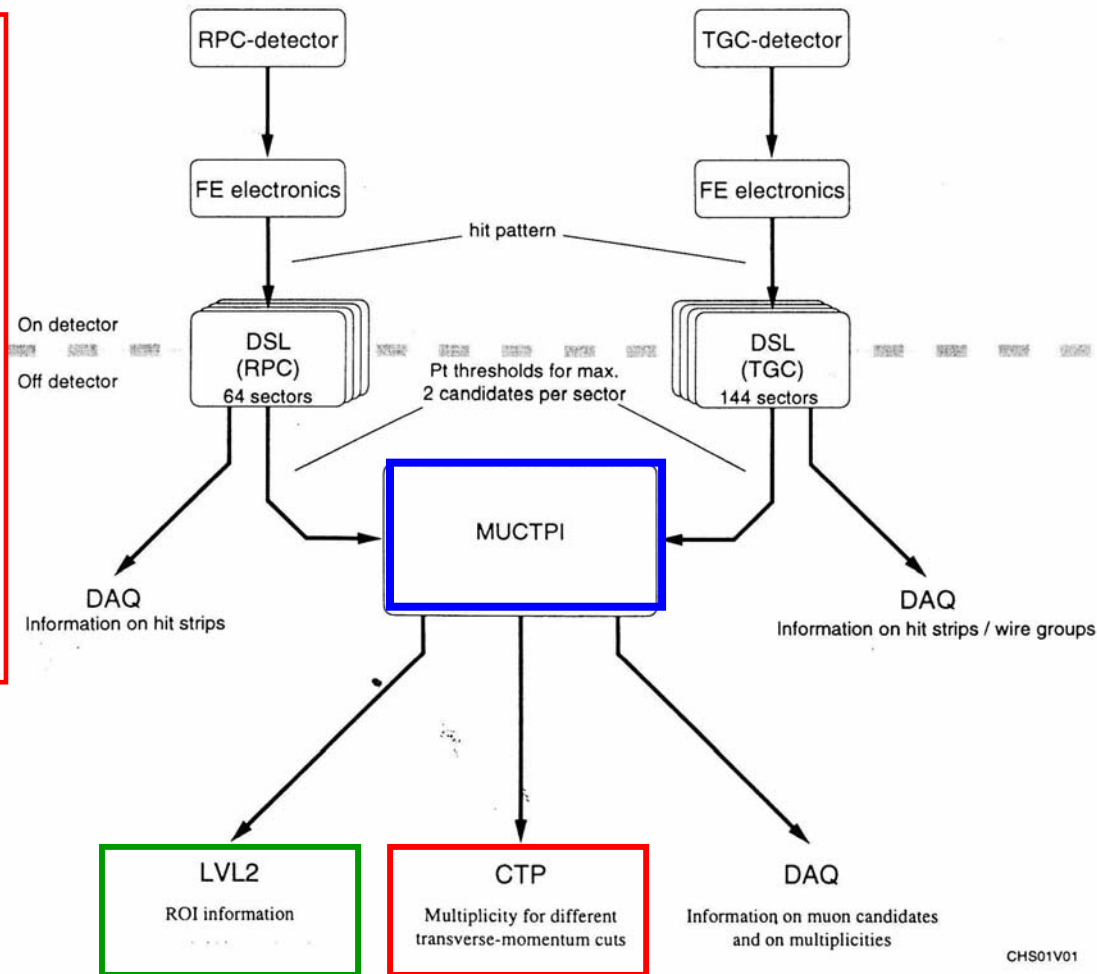 RPC-detector
TGC-detector
FE electronics
FE electronics
hit pattern
On detector
Off detector
DSL
(RPC)
64 sectors
Pt thresholds for max.
2 candidates per sector
DSL
(TGC)
144 sectors
MUCTPI
DAQ
Information on hit strips
DAQ
Information on hit strips / wire groups
LVL2
ROI information
CTP
Multiplicity for different
transverse-momentum cuts
DAQ
Information on muon candidates
and on multiplicities
CHS01V01